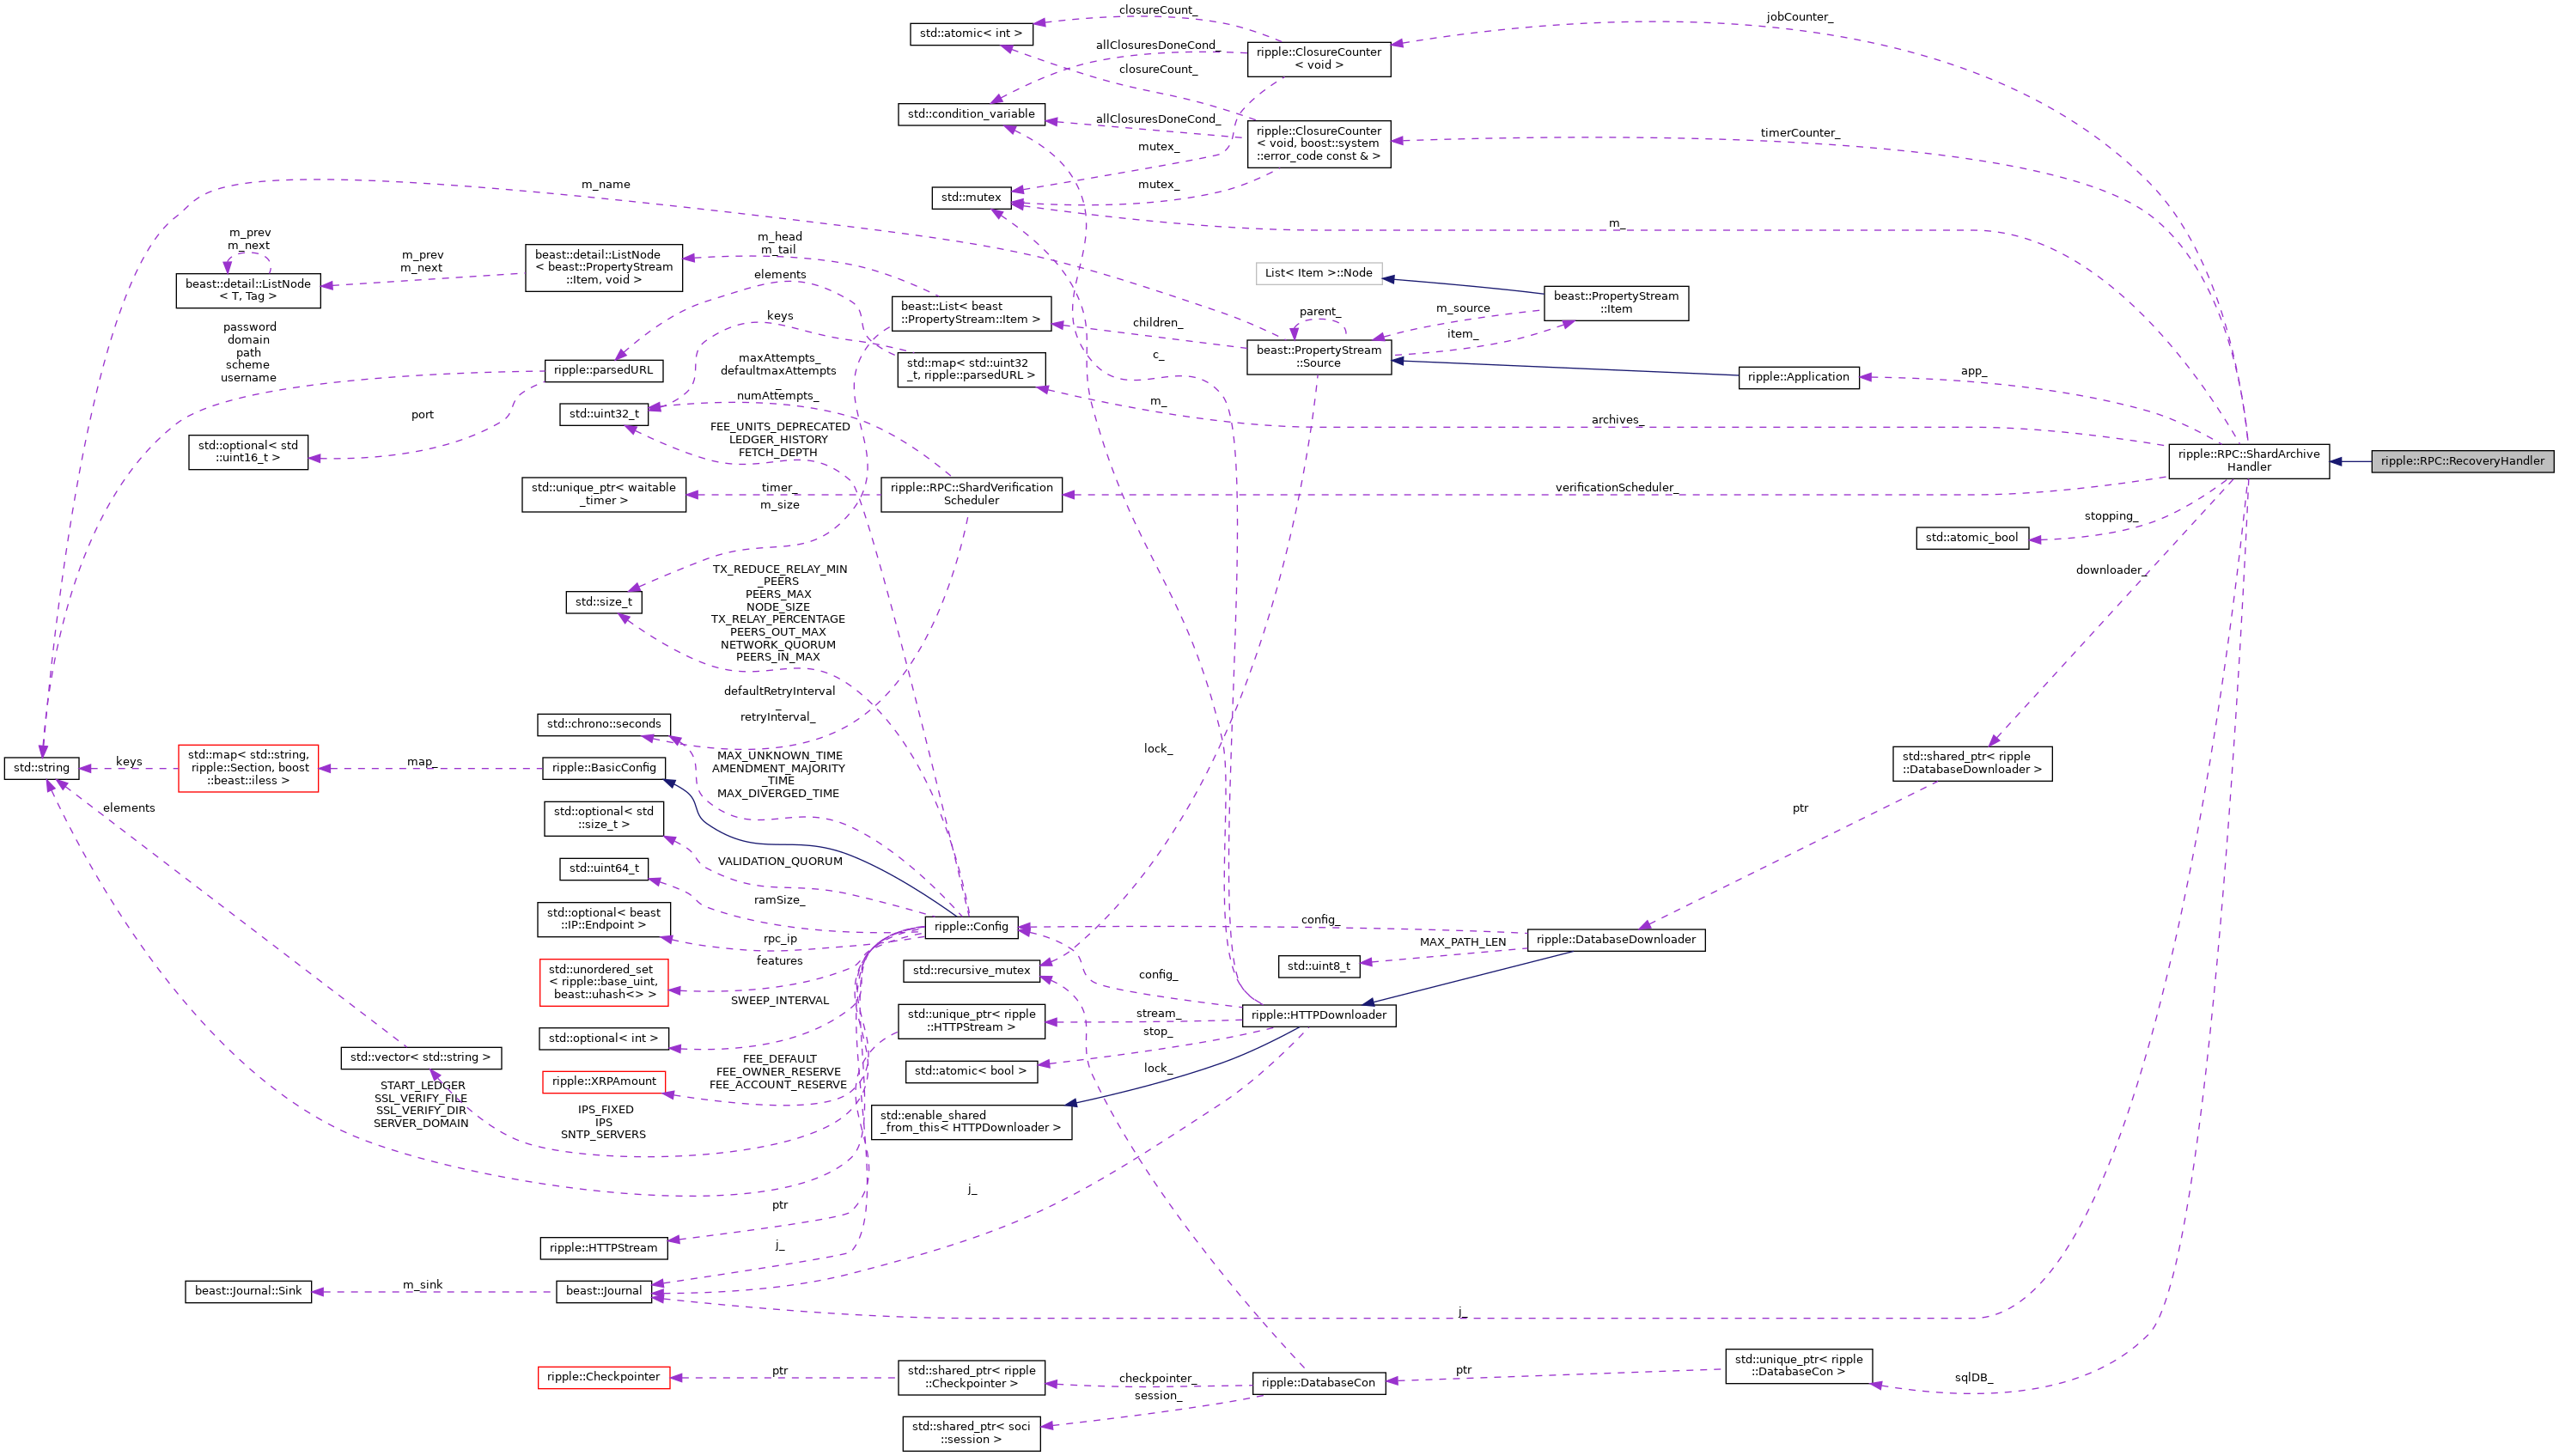 closureCount_
jobCounter_
std::atomic< int >
allClosuresDoneCond_
ripple::ClosureCounter
< void >
closureCount_
std::condition_variable
allClosuresDoneCond_
ripple::ClosureCounter
< void, boost::system
::error_code const & >
timerCounter_
mutex_
m_name
mutex_
std::mutex
m_
m_prev
m_next
beast::detail::ListNode
< T, Tag >
m_prev
m_next
beast::detail::ListNode
< beast::PropertyStream
::Item, void >
m_head
m_tail
elements
List< Item >::Node
beast::PropertyStream
::Item
beast::List< beast
::PropertyStream::Item >
keys
children_
parent_
m_source
item_
password
domain
path
scheme
username
c_
beast::PropertyStream
::Source
ripple::parsedURL
maxAttempts_
defaultmaxAttempts
_
numAttempts_
std::map< std::uint32
_t, ripple::parsedURL >
ripple::Application
app_
port
std::uint32_t
m_
archives_
std::optional< std
::uint16_t >
FEE_UNITS_DEPRECATED
LEDGER_HISTORY
FETCH_DEPTH
ripple::RPC::ShardArchive
Handler
ripple::RPC::RecoveryHandler
std::unique_ptr< waitable
_timer >
timer_
m_size
ripple::RPC::ShardVerification
Scheduler
verificationScheduler_
stopping_
std::atomic_bool
downloader_
std::size_t
TX_REDUCE_RELAY_MIN
_PEERS
PEERS_MAX
NODE_SIZE
TX_RELAY_PERCENTAGE
PEERS_OUT_MAX
NETWORK_QUORUM
PEERS_IN_MAX
defaultRetryInterval
_
retryInterval_
std::chrono::seconds
lock_
std::string
keys
std::map< std::string,
ripple::Section, boost
::beast::iless >
map_
ripple::BasicConfig
MAX_UNKNOWN_TIME
AMENDMENT_MAJORITY
_TIME
MAX_DIVERGED_TIME
std::shared_ptr< ripple
::DatabaseDownloader >
elements
std::optional< std
::size_t >
ptr
VALIDATION_QUORUM
std::uint64_t
ramSize_
std::optional< beast
::IP::Endpoint >
rpc_ip
ripple::Config
config_
ripple::DatabaseDownloader
MAX_PATH_LEN
std::uint8_t
features
std::unordered_set
< ripple::base_uint,
beast::uhash<> >
std::recursive_mutex
config_
SWEEP_INTERVAL
std::unique_ptr< ripple
::HTTPStream >
stream_
ripple::HTTPDownloader
std::optional< int >
stop_
std::vector< std::string >
FEE_DEFAULT
FEE_OWNER_RESERVE
FEE_ACCOUNT_RESERVE
std::atomic< bool >
lock_
ripple::XRPAmount
START_LEDGER
SSL_VERIFY_FILE
SSL_VERIFY_DIR
SERVER_DOMAIN
IPS_FIXED
IPS
SNTP_SERVERS
std::enable_shared
_from_this< HTTPDownloader >
j_
ptr
ripple::HTTPStream
j_
beast::Journal::Sink
m_sink
beast::Journal
j_
ripple::Checkpointer
ptr
std::shared_ptr< ripple
::Checkpointer >
checkpointer_
session_
ripple::DatabaseCon
ptr
std::unique_ptr< ripple
::DatabaseCon >
sqlDB_
std::shared_ptr< soci
::session >